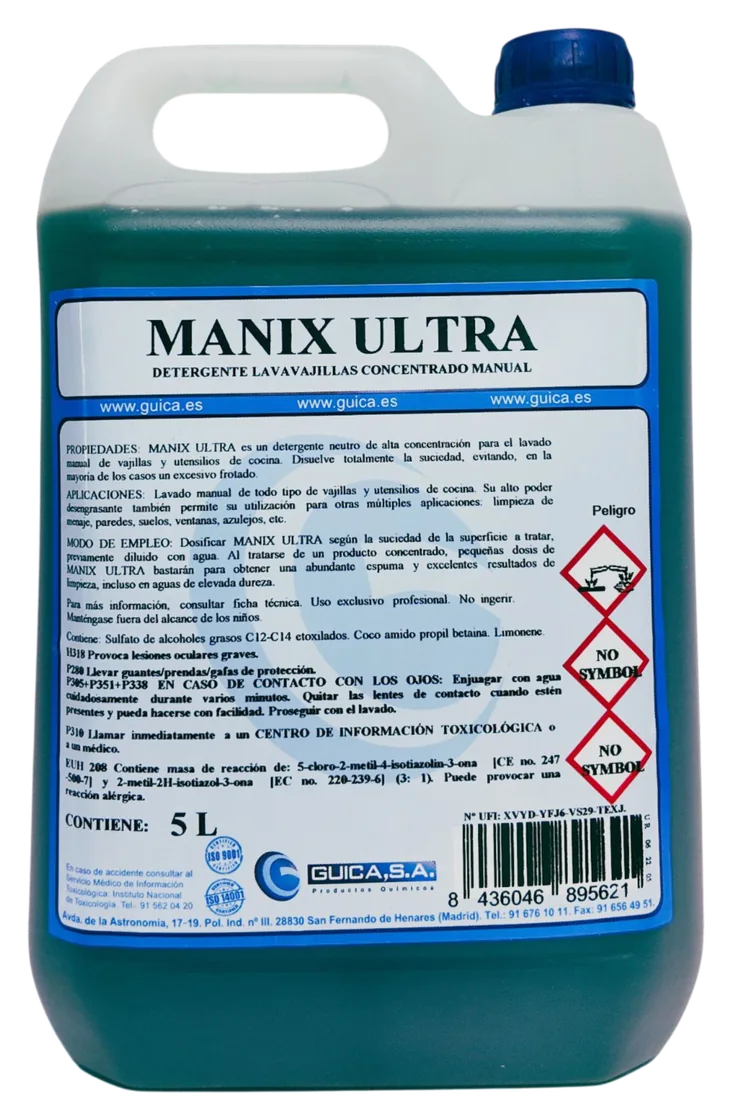 MANIX ULTRA
DETERGENTE LAVAVAJILLAS CONCENTRADO MANUAL
www.guica.es www.guica.es www.guica.es
PROPIEDADES: MANIX ULTRA es un detergente neutro de alta concentración para el lavado
manual de vajillas y utensilios de cocina. Disuelve totalmente la suciedad, evitando, en la
mayoría de los casos un excesivo frotado.
APLICACIONES: Lavado manual de todo tipo de vajillas y utensilios de cocina. Su alto poder
desengrasante también permite su utilización para otras múltiples aplicaciones: limpieza de
menaje, paredes, suelos, ventanas, azulejos, etc.
MODO DE EMPLEO: Dosificar MANIX ULTRA según la suciedad de la superficie a tratar,
previamente diluido con agua. Al tratarse de un producto concentrado, pequeñas dosis de
MANIX ULTRA bastarán para obtener una abundante espuma y excelentes resultados de
limpieza, incluso en aguas de elevada dureza.
Para más información, consultar ficha técnica. Uso exclusivo profesional. No ingerir.
Manténgase fuera del alcance de los niños.
Contiene: Sulfato de alcoholes grasos C12-C14 etoxilados. Coco amido propil betaina. Limonene.
H318 Provoca lesiones oculares graves.
P280 Llevar guantes/prendas/gafas de protección.
P305+P351+P338 EN CASO DE CONTACTO CON LOS OJOS: Enjuagar con agua
cuidadosamente durante varios minutos. Quitar las lentes de contacto cuando estén
presentes y pueda hacerse con facilidad. Proseguir con el lavado.
P310 Llamar inmediatamente a un CENTRO DE INFORMACIÓN TOXICOLÓGICA o
a un médico.
EUH 208 Contiene masa de reacción de: 5-cloro-2-metil-4-isotiazolin-3-ona [CE no. 247
-500-7] y 2-metil-2H-isotiazol-3-ona [EC no. 220-239-6] (3: 1). Puede provocar una
reacción alérgica.
Peligro
NO
SYMBOL
NO
SYMBOL
CONTIENE: 5 L
Nº UFI: XVYD-YFJ6-VS29-TEXJ.
En caso de accidente consultar al
Servicio Médico de Información
Toxicológica: Instituto Nacional
de Toxicología Tel.: 91 562 04 20
ISO 9001
ISO 14001
GUICA,S.A.
Productos Químicos
8 436046 895621
Avda. de la Astronomia, 17-19. Pol. Ind. nº III. 28830 San Fernando de Henares (Madrid). Tel.: 91 676 10 11. Fax: 91 656 49 51.